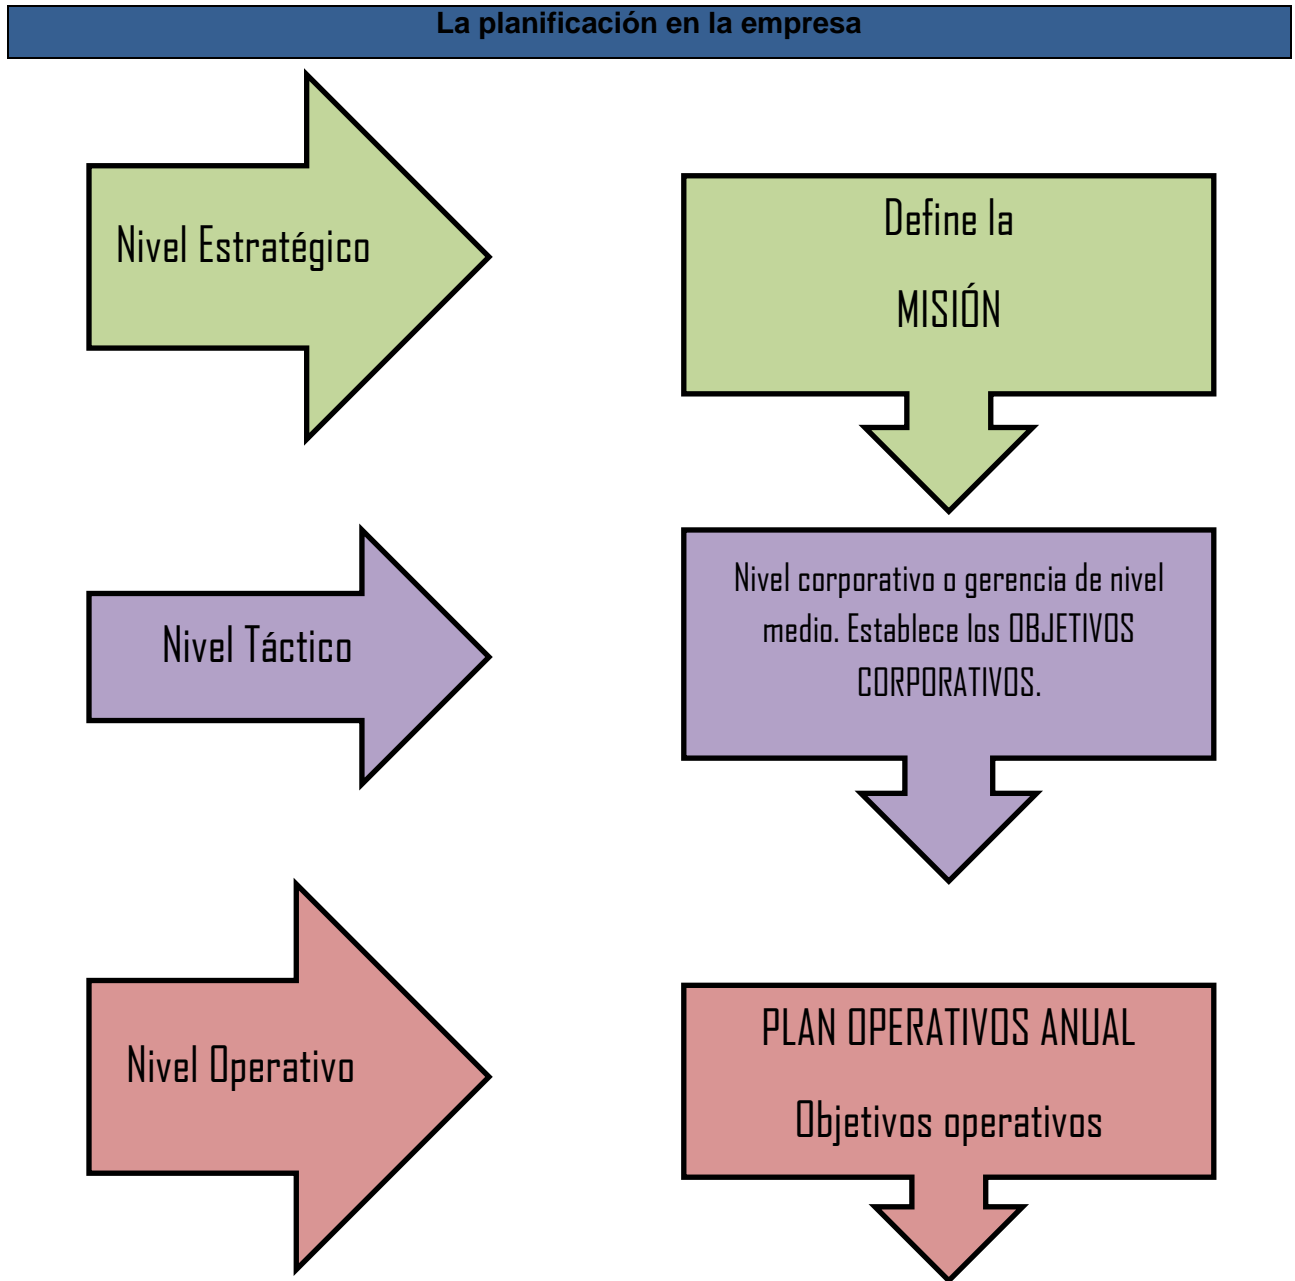 La planificación en la empresa
Nivel Estratégico
Define la
MISIÓN
Nivel Táctico
Nivel corporativo o gerencia de nivel
medio. Establece los OBJETIVOS
CORPORATIVOS.
Nivel Operativo
PLAN OPERATIVOS ANUAL
Objetivos operativos